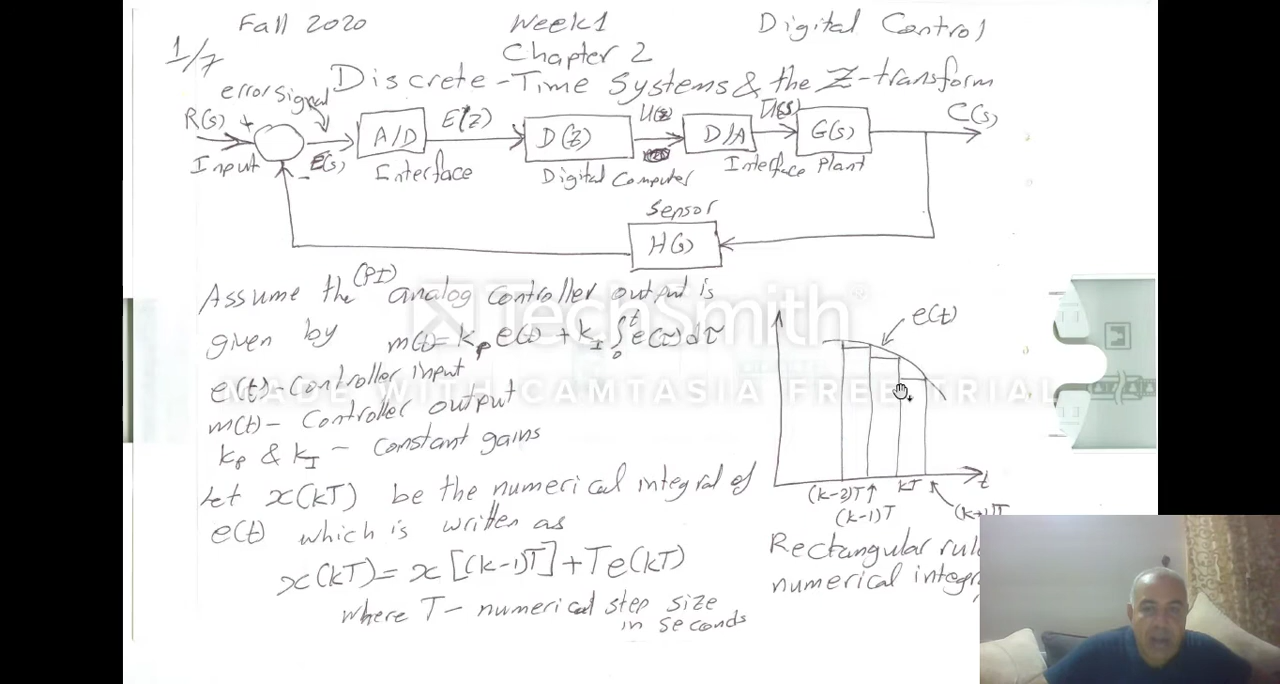 Fall 2020 Week1 Digital Control
1/7 Chapter 2
Discrete-Time Systems & the Z-transform
error signal
R(s) + E(s) A/D E(z) D(z) U(z) D/A U(s) G(s) C(s)
Input - Interface Digital Computer Interface Plant
Sensor
H(s)
Assume the (PI) analog controller output is
given by m(t) = kp e(t) + kI ∫₀ᵗ e(τ)dτ
e(t) - Controller input
m(t) - Controller output
kp & kI - Constant gains
Let x(kT) be the numerical integral of
e(t) which is written as
x(kT) = x[(k-1)T] + Te(kT)
where T - numerical step size
in seconds
e(t)
(k-2)T ↑ kT t
(k-1)T (k+1)T
Rectangular
numerical
TechSmith
MADE WITH CAMTASIA FREE TRIAL